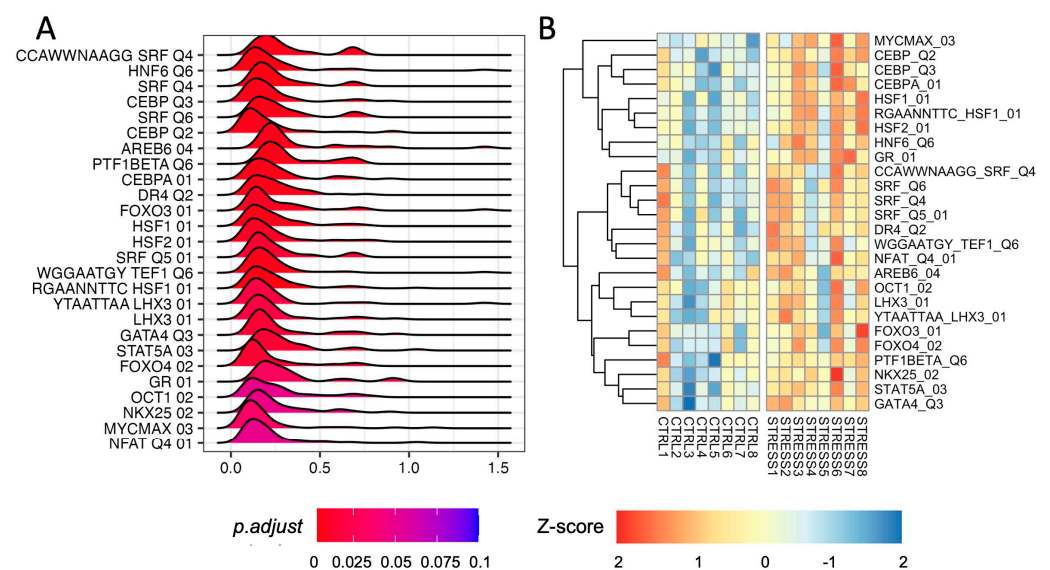 A
CCAWWNAAGG SRF Q4
HNF6 Q6
SRF Q4
CEBP Q3
SRF Q6
CEBP Q2
AREB6 04
PTF1BETA Q6
CEBPA 01
DR4 Q2
FOXO3 01
HSF1 01
HSF2 01
SRF Q5 01
WGGAATGY TEF1 Q6
RGAANNTTC HSF1 01
YTAATTAA LHX3 01
LHX3 01
GATA4 Q3
STAT5A 03
FOXO4 02
GR 01
OCT1 02
NKX25 02
MYCMAX 03
NFAT Q4 01
0.0 0.5 1.0 1.5
p.adjust
0 0.025 0.05 0.075 0.1
B
MYCMAX_03
CEBP_Q2
CEBP_Q3
CEBPA_01
HSF1_01
RGAANNTTC_HSF1_01
HSF2_01
HNF6_Q6
GR_01
CCAWWNAAGG_SRF_Q4
SRF_Q6
SRF_Q4
SRF_Q5_01
DR4_Q2
WGGAATGY_TEF1_Q6
NFAT_Q4_01
AREB6_04
OCT1_02
LHX3_01
YTAATTAA_LHX3_01
FOXO3_01
FOXO4_02
PTF1BETA_Q6
NKX25_02
STAT5A_03
GATA4_Q3
CTRL1
CTRL2
CTRL3
CTRL4
CTRL5
CTRL6
CTRL7
CTRL8
STRESS1
STRESS2
STRESS3
STRESS4
STRESS5
STRESS6
STRESS7
STRESS8
Z-score
2 1 0 -1 2